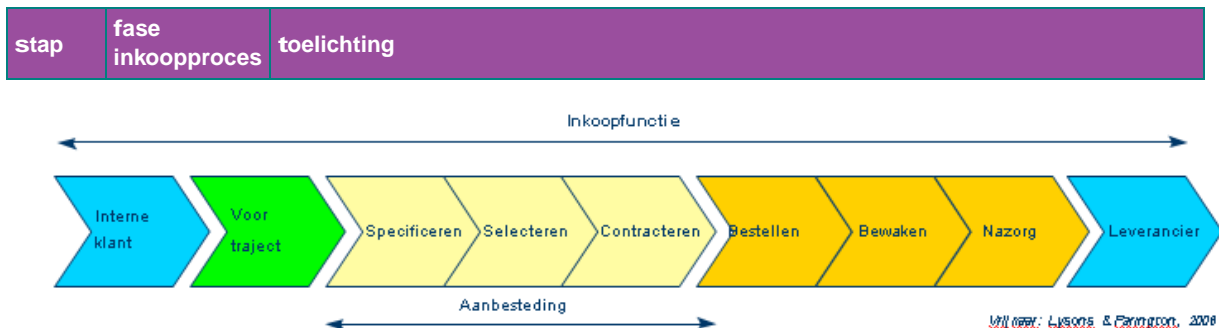 stap
fase
inkoopproces
toelichting
Inkoopfunctie
Interne
klant
Voor
traject
Specificeren
Selecteren
Contracteren
Bestellen
Bewaken
Nazorg
Leverancier
Aanbesteding
Vrij naar: Lysons & Farington, 2006